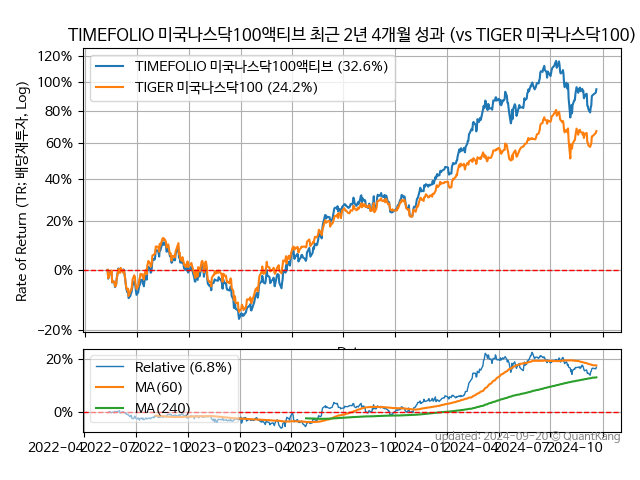 TIMEFOLIO 미국나스닥100액티브 최근 2년 4개월 성과 (vs TIGER 미국나스닥100)
Rate of Return (TR: 배당재투자, Log)
120%
100%
80%
60%
40%
20%
0%
−20%
TIMEFOLIO 미국나스닥100액티브 (32.6%)
TIGER 미국나스닥100 (24.2%)
20%
0%
Relative (6.8%)
MA(60)
MA(240)
updated: 2024-09-20 © QuantKang
2022-04 2022-07 2022-10 2023-01 2023-04 2023-07 2023-10 2024-01 2024-04 2024-07 2024-10